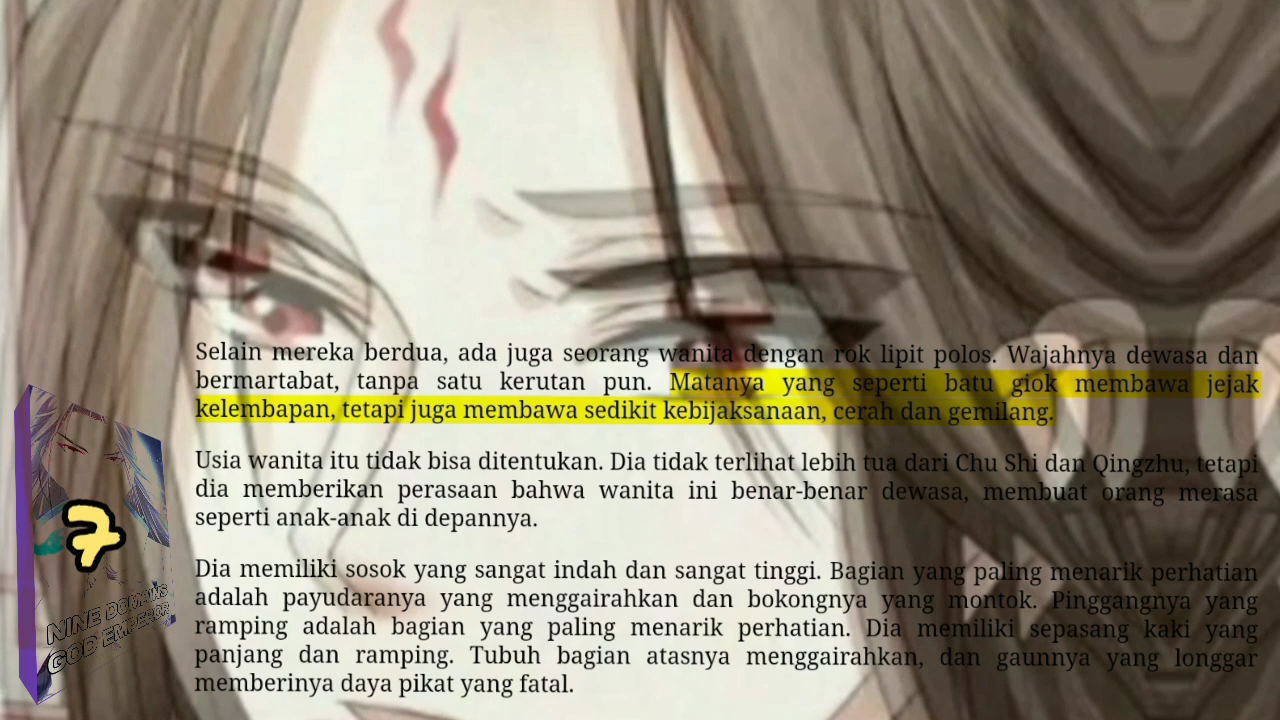 Selain mereka berdua, ada juga seorang wanita dengan rok lipit polos. Wajahnya dewasa dan
bermartabat, tanpa satu kerutan pun. Matanya yang seperti batu giok membawa jejak
kelembapan, tetapi juga membawa sedikit kebijaksanaan, cerah dan gemilang.
Usia wanita itu tidak bisa ditentukan. Dia tidak terlihat lebih tua dari Chu Shi dan Qingzhu, tetapi
dia memberikan perasaan bahwa wanita ini benar-benar dewasa, membuat orang merasa
seperti anak-anak di depannya.
Dia memiliki sosok yang sangat indah dan sangat tinggi. Bagian yang paling menarik perhatian
adalah payudaranya yang menggairahkan dan bokongnya yang montok. Pinggangnya yang
ramping adalah bagian yang paling menarik perhatian. Dia memiliki sepasang kaki yang
panjang dan ramping. Tubuh bagian atasnya menggairahkan, dan gaunnya yang longgar
memberinya daya pikat yang fatal.
7
NINE DOMAINS
GOD EMPEROR